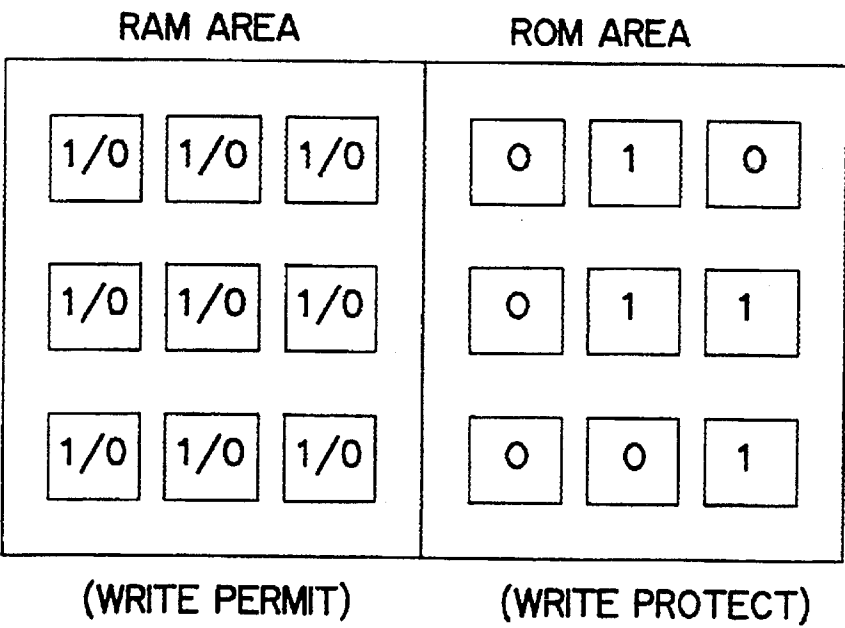 RAM AREA ROM AREA
1/0 1/0 1/0 0 1 0
1/0 1/0 1/0 0 1 1
1/0 1/0 1/0 0 0 1
(WRITE PERMIT) (WRITE PROTECT)